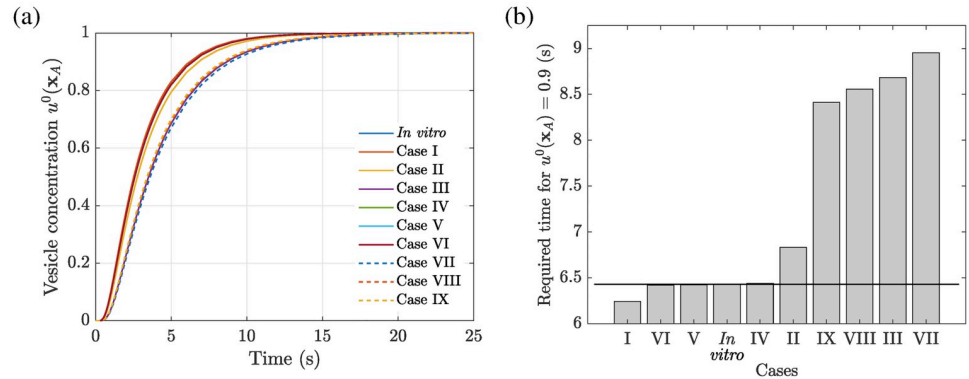 (a)
Vesicle concentration u⁰(x_A)
1
0.8
0.6
0.4
0.2
0
In vitro
Case I
Case II
Case III
Case IV
Case V
Case VI
Case VII
Case VIII
Case IX
0 5 10 15 20 25
Time (s)
(b)
Required time for u⁰(x_A) = 0.9 (s)
9
8.5
8
7.5
7
6.5
6
I VI V In vitro IV II IX VIII III VII
Cases